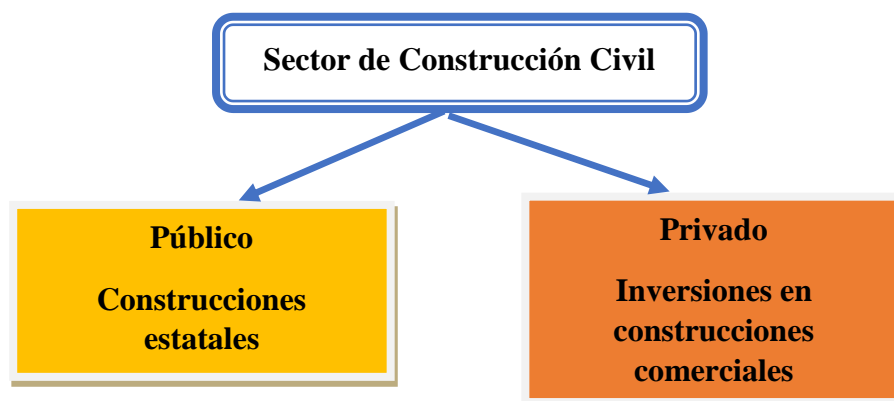 Sector de Construcción Civil
Público
Construcciones
estatales
Privado
Inversiones en
construcciones
comerciales